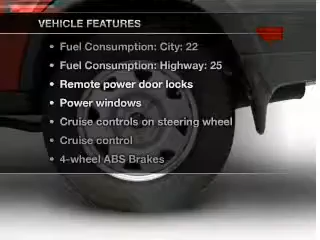 VEHICLE FEATURES
• Fuel Consumption: City: 22
• Fuel Consumption: Highway: 25
• Remote power door locks
• Power windows
• Cruise controls on steering wheel
• Cruise control
• 4-wheel ABS Brakes